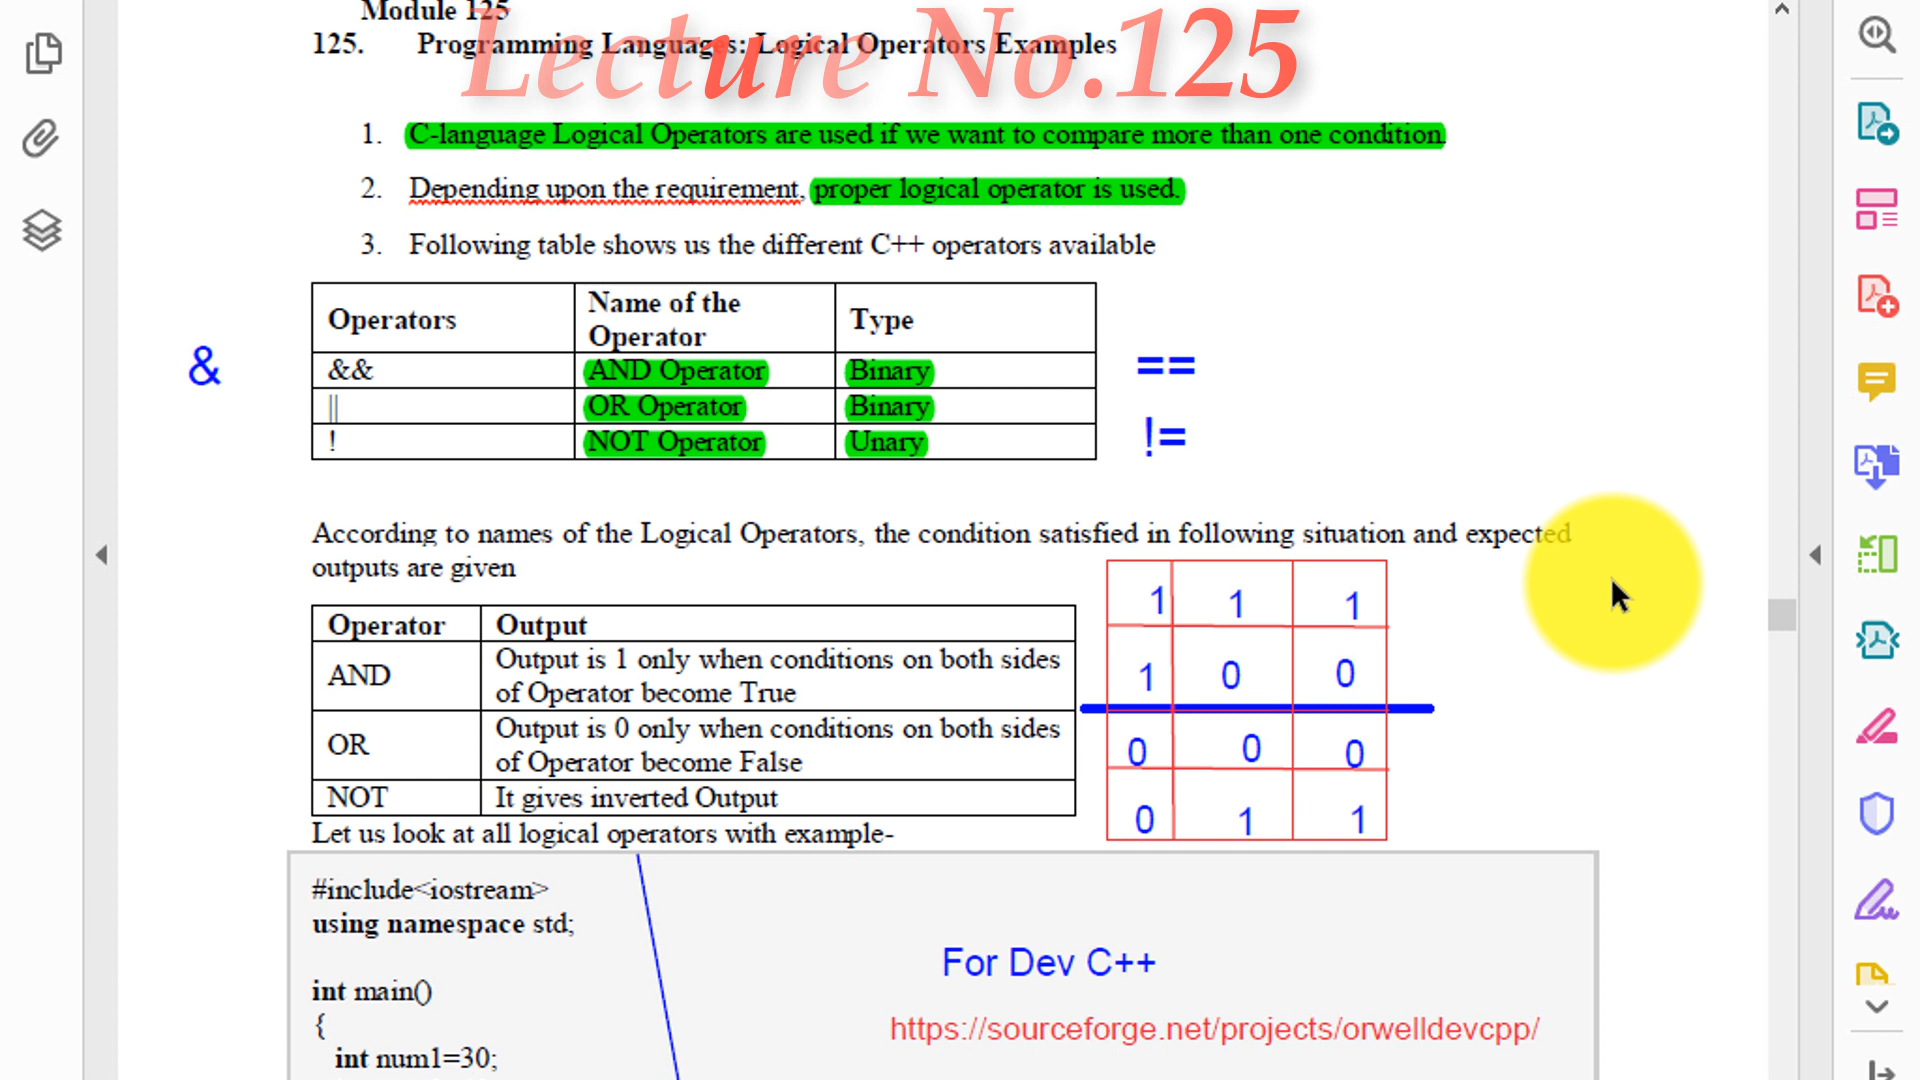 Module 125
125. Programming Languages: Logical Operators Examples
Lecture No.125
1. C-language Logical Operators are used if we want to compare more than one condition.
2. Depending upon the requirement, proper logical operator is used.
3. Following table shows us the different C++ operators available
Operators
Name of the
Operator
Type
&
&& AND Operator Binary
==
|| OR Operator Binary
! NOT Operator Unary
!=
According to names of the Logical Operators, the condition satisfied in following situation and expected
outputs are given
Operator Output
AND
Output is 1 only when conditions on both sides
of Operator become True
OR
Output is 0 only when conditions on both sides
of Operator become False
NOT It gives inverted Output
1 1 1
1 0 0
0 0 0
0 1 1
Let us look at all logical operators with example-
#include<iostream>
using namespace std;
int main()
{
int num1=30;
For Dev C++
https://sourceforge.net/projects/orwelldevcpp/